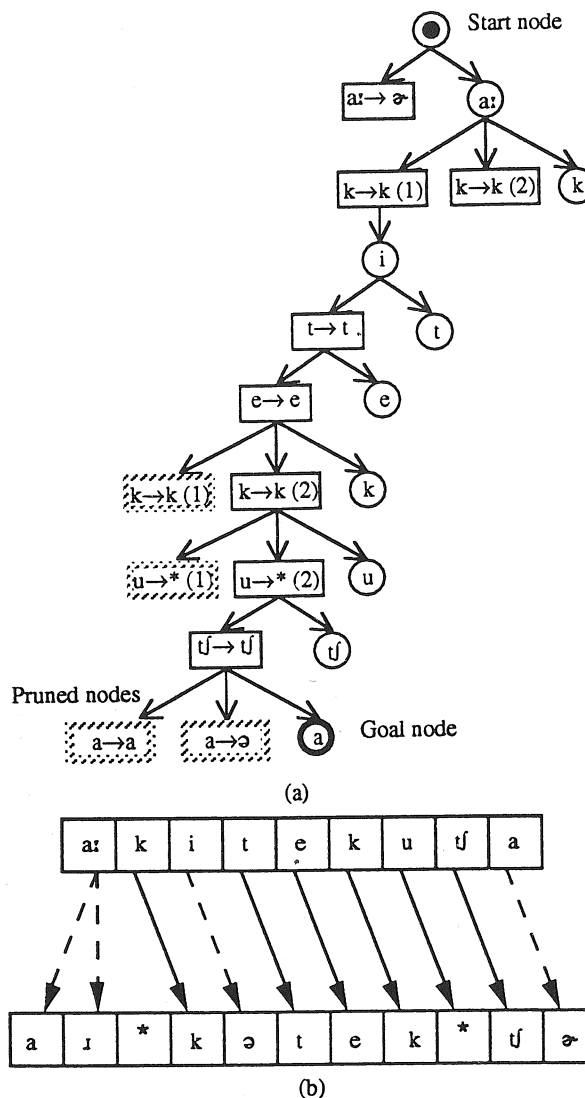 Start node
aː→ ɚ aː
k→k (1) k→k (2) k
i
t→ t t
e→ e e
k→k (1) k→k (2) k
u→* (1) u→* (2) u
tʃ→ tʃ tʃ
Pruned nodes
a→a a→ə a Goal node
(a)
aː k i t e k u tʃ a
a ɹ * k ə t e k * tʃ ɚ
(b)